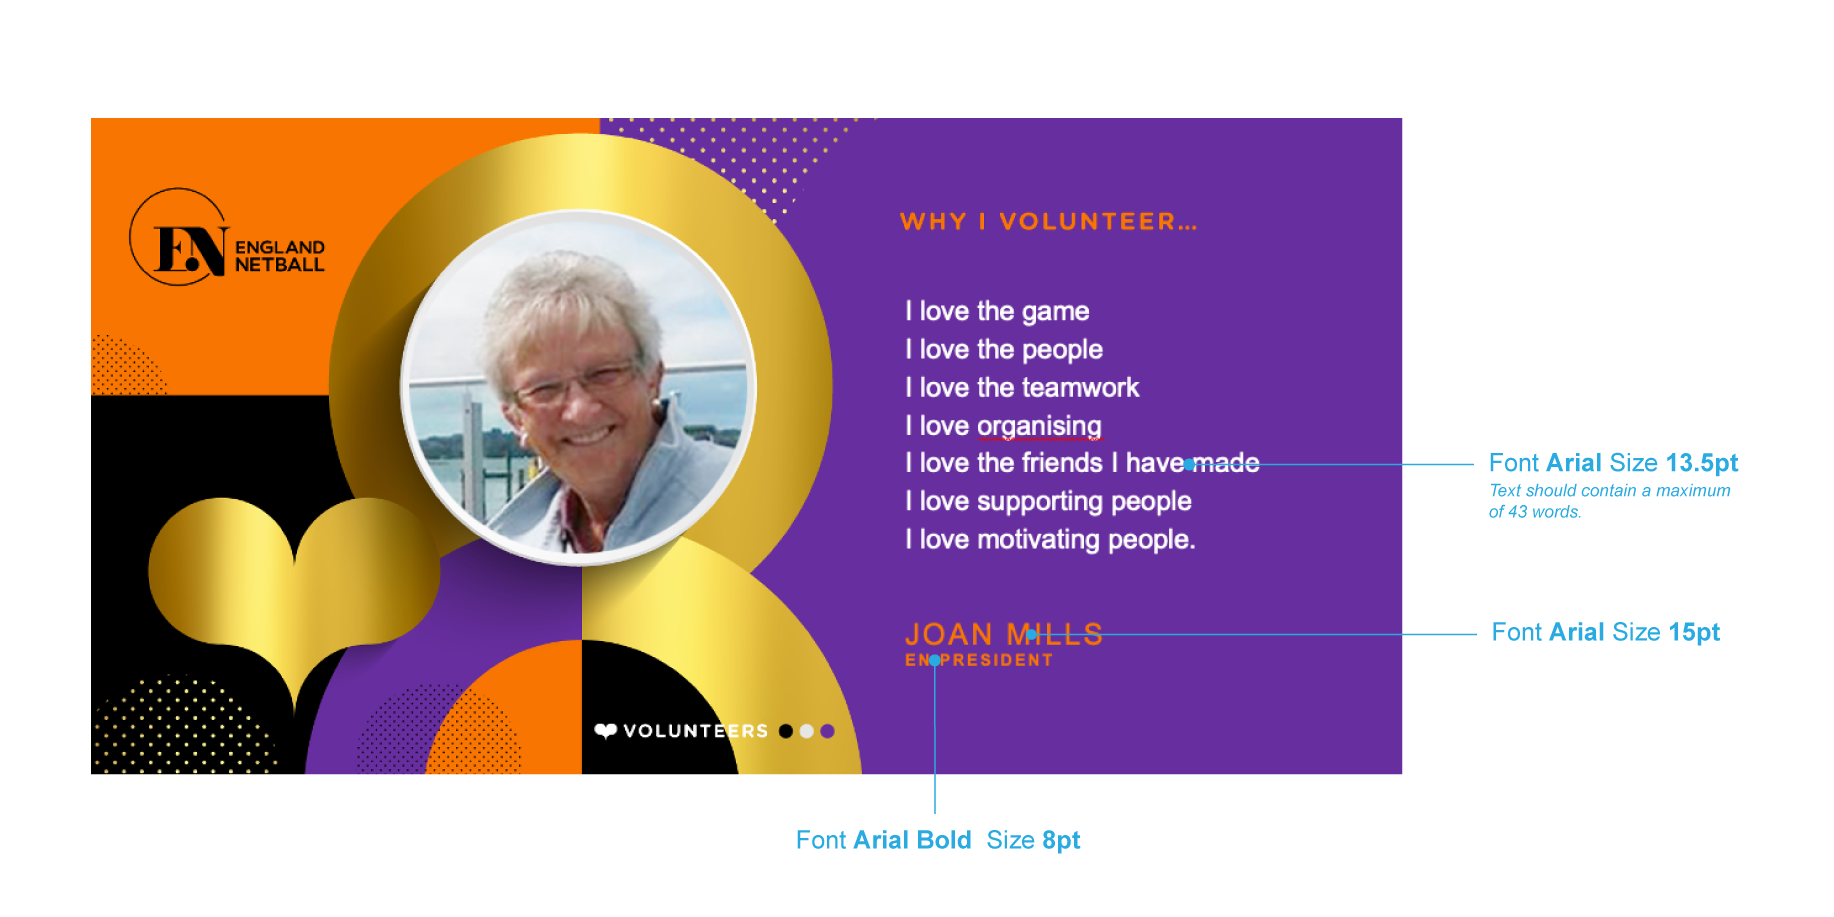 EN ENGLAND
NETBALL
WHY I VOLUNTEER...
I love the game
I love the people
I love the teamwork
I love organising
I love the friends I have made
I love supporting people
I love motivating people.
JOAN MILLS
EN PRESIDENT
VOLUNTEERS
Font Arial Size 13.5pt
Text should contain a maximum
of 43 words.
Font Arial Size 15pt
Font Arial Bold Size 8pt